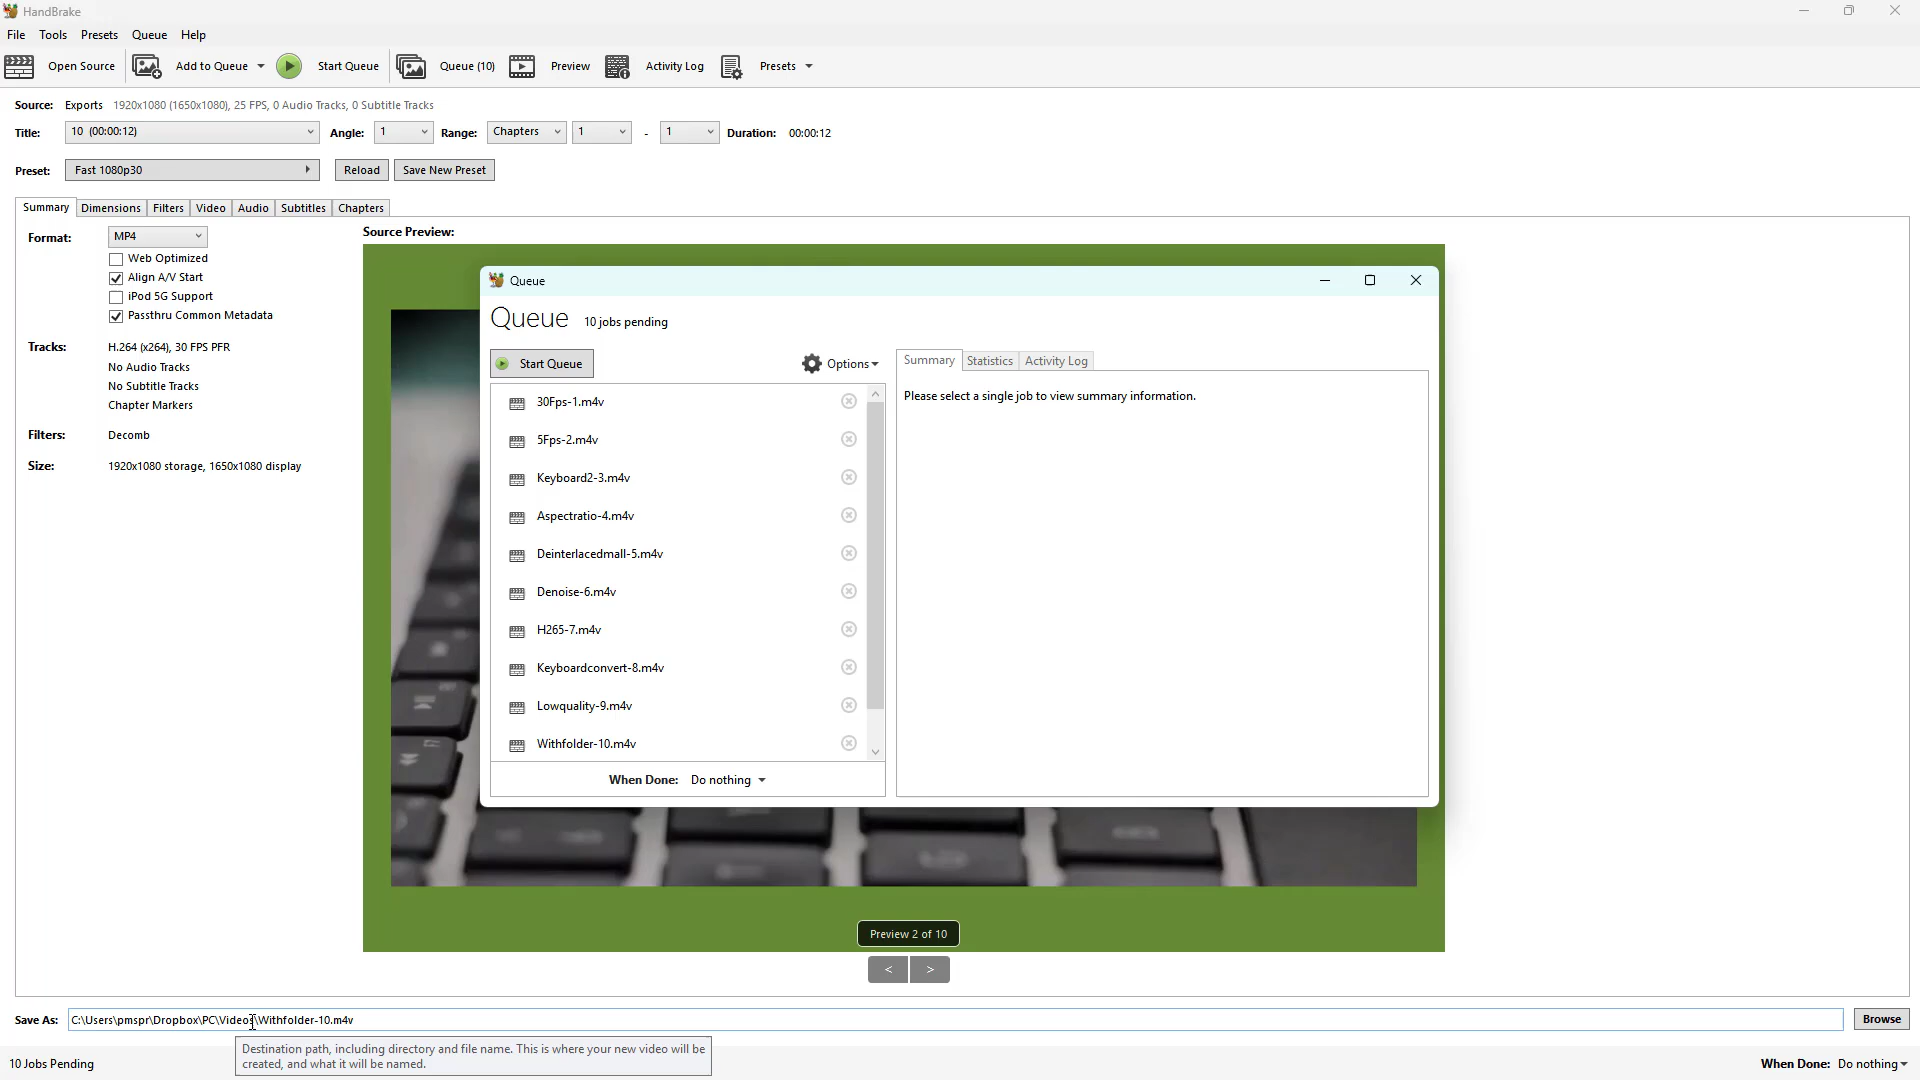 HandBrake
File Tools Presets Queue Help
Open Source Add to Queue Start Queue Queue (10) Preview Activity Log Presets
Source: Exports 1920x1080 (1650x1080), 25 FPS, 0 Audio Tracks, 0 Subtitle Tracks
Title: 10 (00:00:12) Angle: 1 Range: Chapters 1 - 1 Duration: 00:00:12
Preset: Fast 1080p30 Reload Save New Preset
Summary Dimensions Filters Video Audio Subtitles Chapters
Format: MP4
Web Optimized
Align A/V Start
iPod 5G Support
Passthru Common Metadata
Tracks: H.264 (x264), 30 FPS PFR
No Audio Tracks
No Subtitle Tracks
Chapter Markers
Filters: Decomb
Size: 1920x1080 storage, 1650x1080 display
Source Preview:
Queue
Queue 10 jobs pending
Start Queue Options
30Fps-1.m4v
5Fps-2.m4v
Keyboard2-3.m4v
Aspectratio-4.m4v
Deinterlacedmall-5.m4v
Denoise-6.m4v
H265-7.m4v
Keyboardconvert-8.m4v
Lowquality-9.m4v
Withfolder-10.m4v
When Done: Do nothing
Summary Statistics Activity Log
Please select a single job to view summary information.
Preview 2 of 10
< >
Save As: C:\Users\pmspr\Dropbox\PC\Videos\Withfolder-10.m4v Browse
Destination path, including directory and file name. This is where your new video will be
created, and what it will be named.
10 Jobs Pending When Done: Do nothing